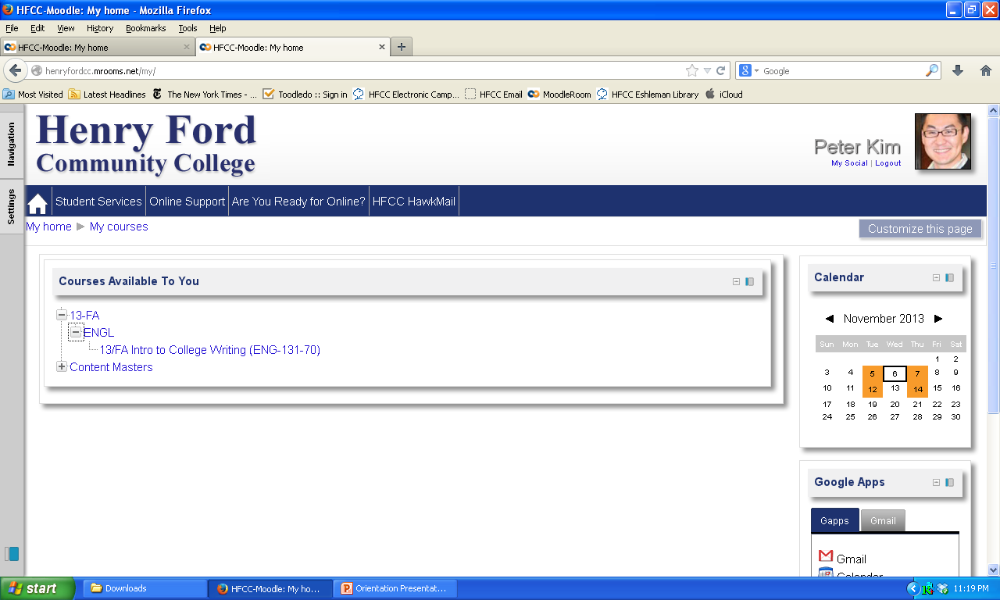 HFCC-Moodle: My home - Mozilla Firefox
File Edit View History Bookmarks Tools Help
HFCC-Moodle: My home
HFCC-Moodle: My home
henryfordcc.mrooms.net/my/
Google
Most Visited Latest Headlines The New York Times - ... Toodledo :: Sign in HFCC Electronic Camp... HFCC Email MoodleRoom HFCC Eshleman Library iCloud
Navigation
Settings
Henry Ford
Community College
Peter Kim
My Social | Logout
Student Services Online Support Are You Ready for Online? HFCC HawkMail
My home ► My courses
Customize this page
Courses Available To You
13-FA
ENGL
13/FA Intro to College Writing (ENG-131-70)
Content Masters
Calendar
◄ November 2013 ►
Sun Mon Tue Wed Thu Fri Sat
1 2
3 4 5 6 7 8 9
10 11 12 13 14 15 16
17 18 19 20 21 22 23
24 25 26 27 28 29 30
Google Apps
Gapps Gmail
Gmail
Calendar
start Downloads HFCC-Moodle: My ho... Orientation Presentat... 11:19 PM